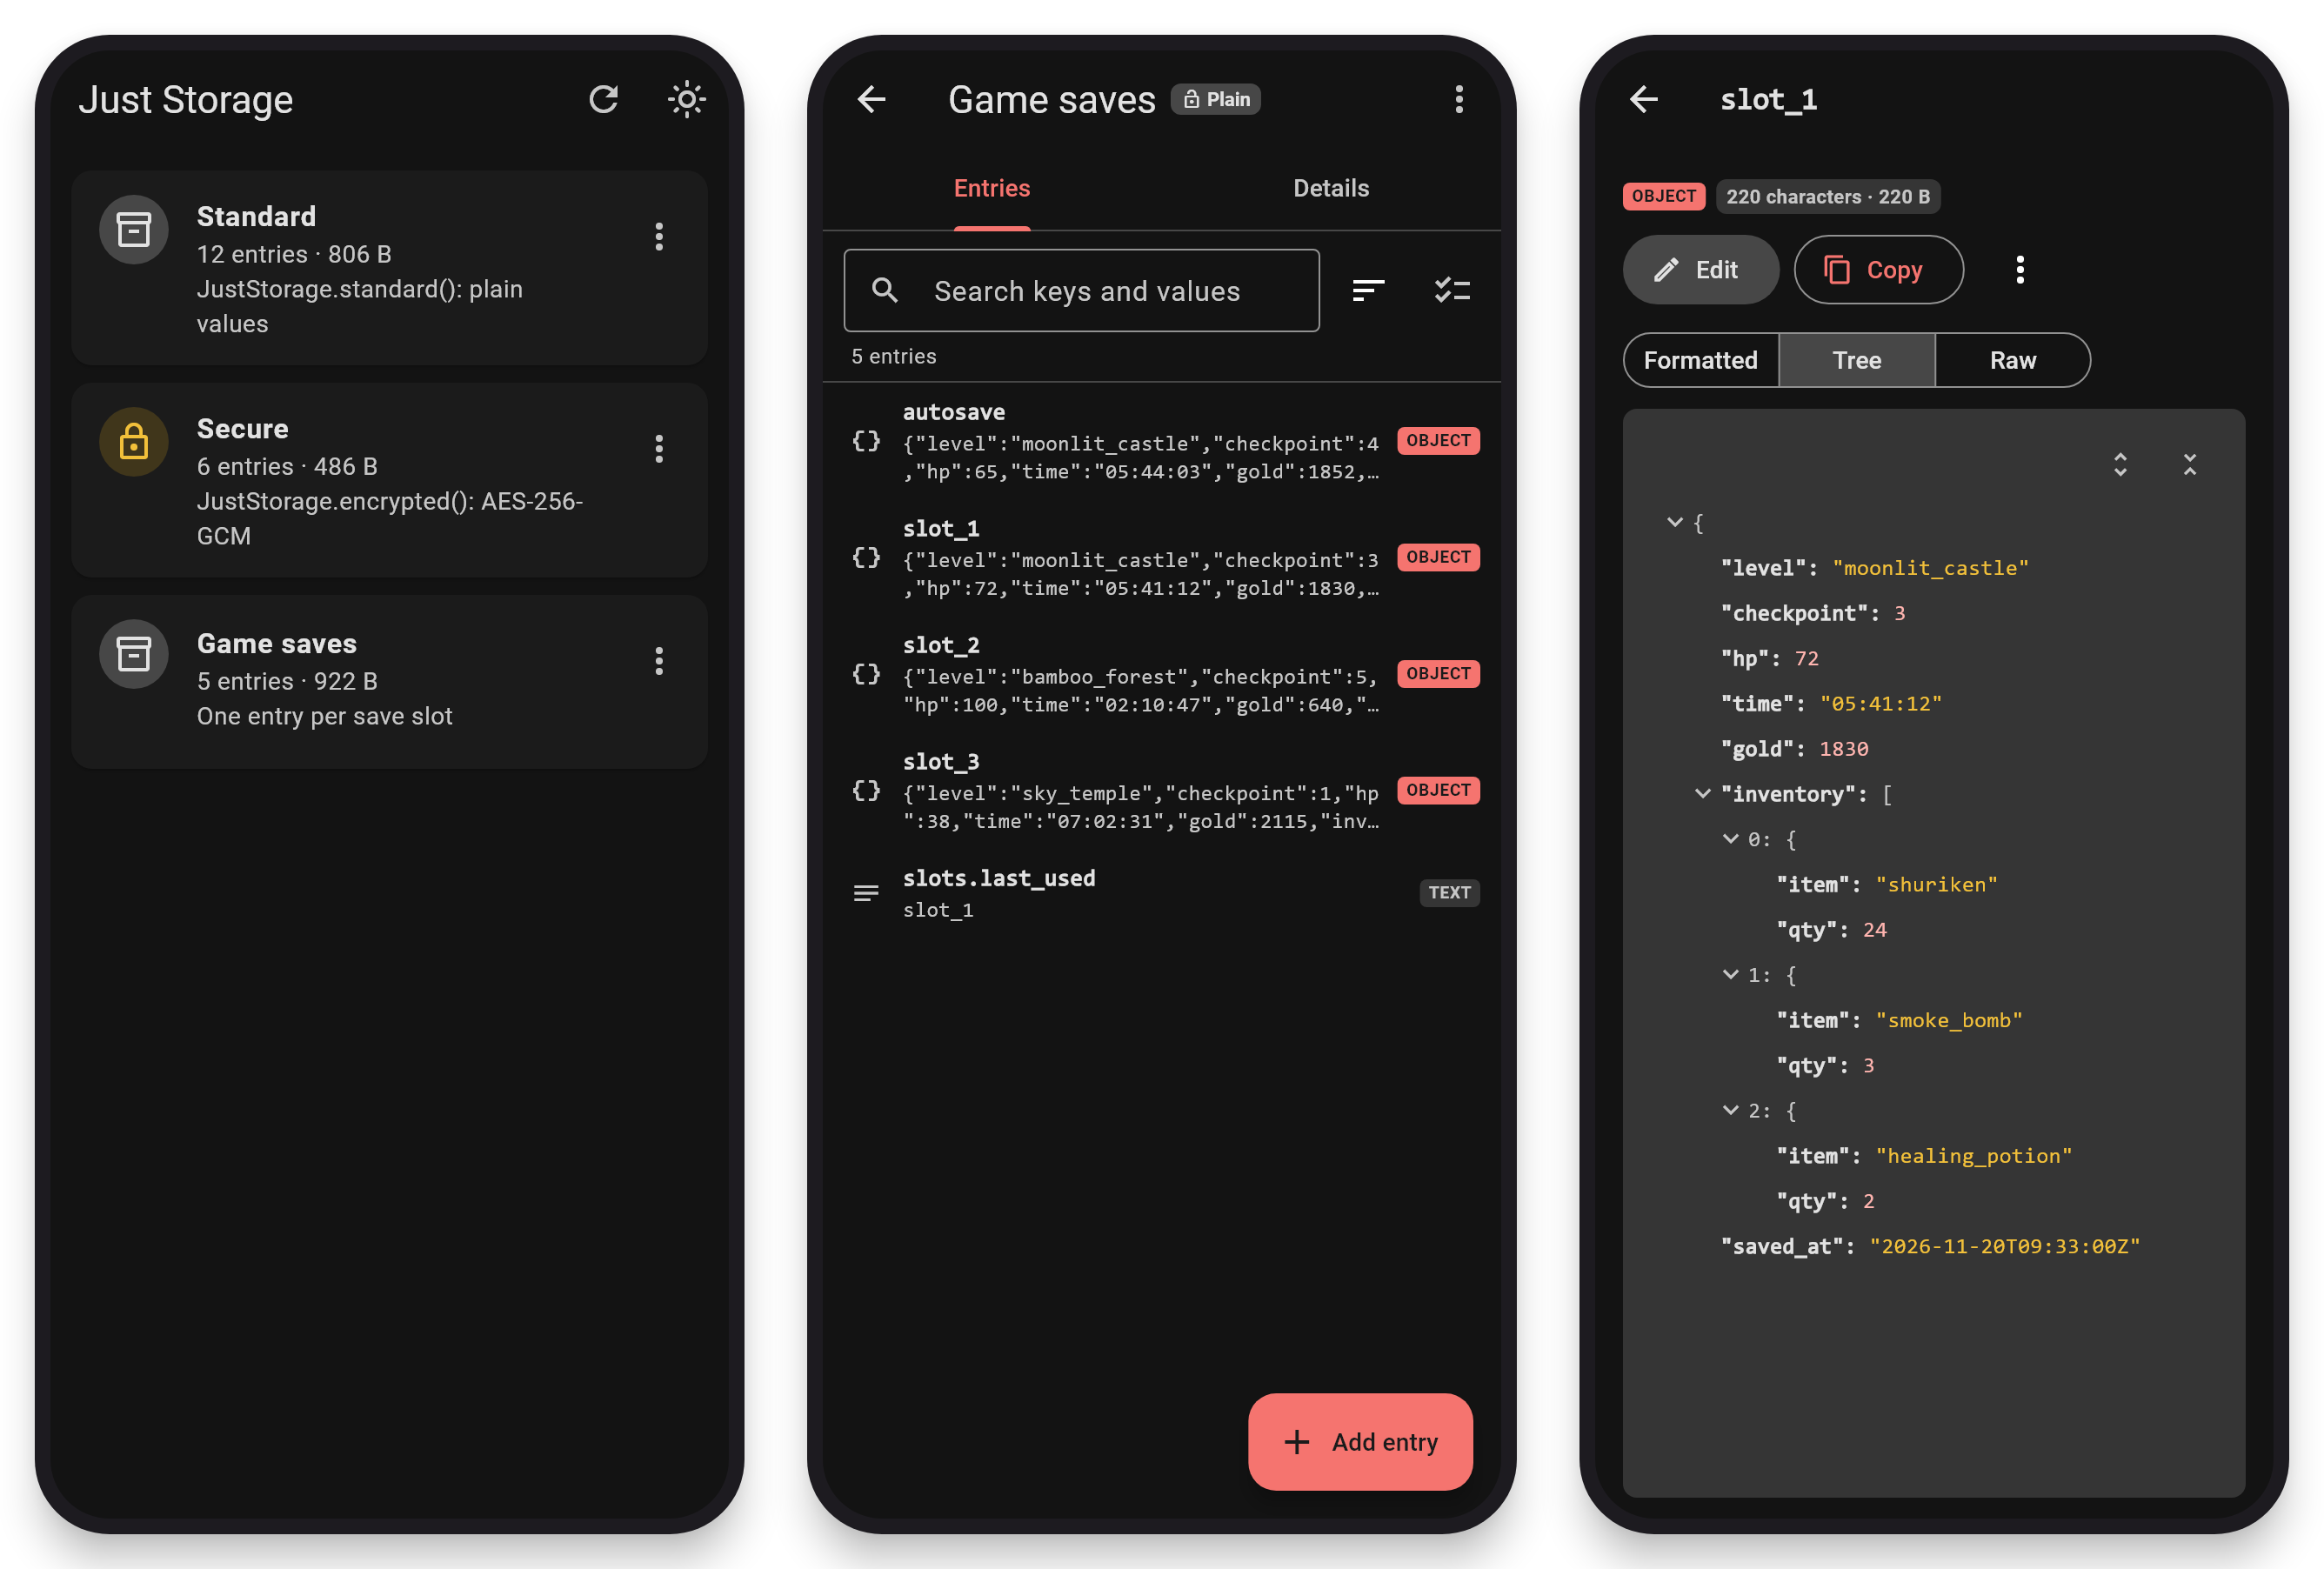 Just Storage
Standard
12 entries · 806 B
JustStorage.standard(): plain
values
Secure
6 entries · 486 B
JustStorage.encrypted(): AES-256-
GCM
Game saves
5 entries · 922 B
One entry per save slot
Game saves
Plain
Entries
Details
Search keys and values
5 entries
autosave
{"level":"moonlit_castle","checkpoint":4
,"hp":65,"time":"05:44:03","gold":1852,…
OBJECT
slot_1
{"level":"moonlit_castle","checkpoint":3
,"hp":72,"time":"05:41:12","gold":1830,…
OBJECT
slot_2
{"level":"bamboo_forest","checkpoint":5,
"hp":100,"time":"02:10:47","gold":640,"…
OBJECT
slot_3
{"level":"sky_temple","checkpoint":1,"hp
":38,"time":"07:02:31","gold":2115,"inv…
OBJECT
slots.last_used
slot_1
TEXT
Add entry
slot_1
OBJECT
220 characters · 220 B
Edit
Copy
Formatted
Tree
Raw
{
"level": "moonlit_castle"
"checkpoint": 3
"hp": 72
"time": "05:41:12"
"gold": 1830
"inventory": [
0: {
"item": "shuriken"
"qty": 24
1: {
"item": "smoke_bomb"
"qty": 3
2: {
"item": "healing_potion"
"qty": 2
"saved_at": "2026-11-20T09:33:00Z"